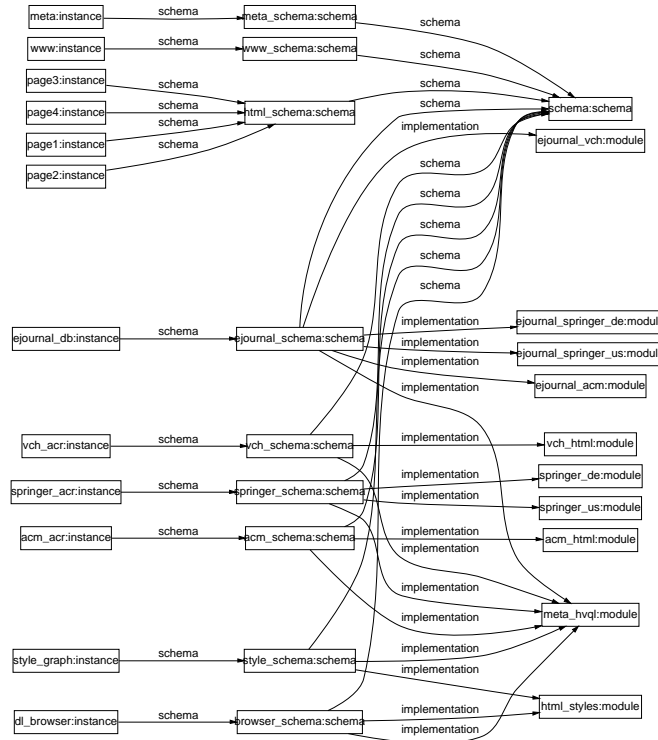 meta:instance
schema
meta_schema:schema
www:instance
schema
www_schema:schema
schema
schema
page3:instance
schema
page4:instance
schema
html_schema:schema
schema
schema:schema
page1:instance
schema
schema
implementation
ejournal_vch:module
page2:instance
schema
schema
schema
schema
schema
schema
ejournal_db:instance
schema
ejournal_schema:schema
implementation
ejournal_springer_de:modul
implementation
ejournal_springer_us:modul
implementation
ejournal_acm:module
implementation
vch_acr:instance
schema
vch_schema:schema
implementation
vch_html:module
springer_acr:instance
schema
springer_schema:schema
implementation
springer_de:module
implementation
springer_us:module
acm_acr:instance
schema
acm_schema:schema
implementation
acm_html:module
implementation
implementation
implementation
meta_hvql:module
style_graph:instance
schema
style_schema:schema
implementation
implementation
html_styles:module
dl_browser:instance
schema
browser_schema:schema
implementation
implementation